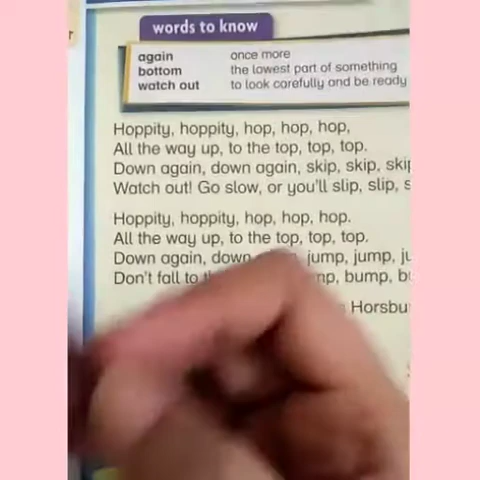 words to know
again once more
bottom the lowest part of something
watch out to look carefully and be ready
Hoppity, hoppity, hop, hop, hop,
All the way up, to the top, top, top.
Down again, down again, skip, skip,
Watch out! Go slow, or you'll slip, slip,
Hoppity, hoppity, hop, hop, hop.
All the way up, to the top, top, top.
Down again, down jump, jump,
Don't fall to bump,